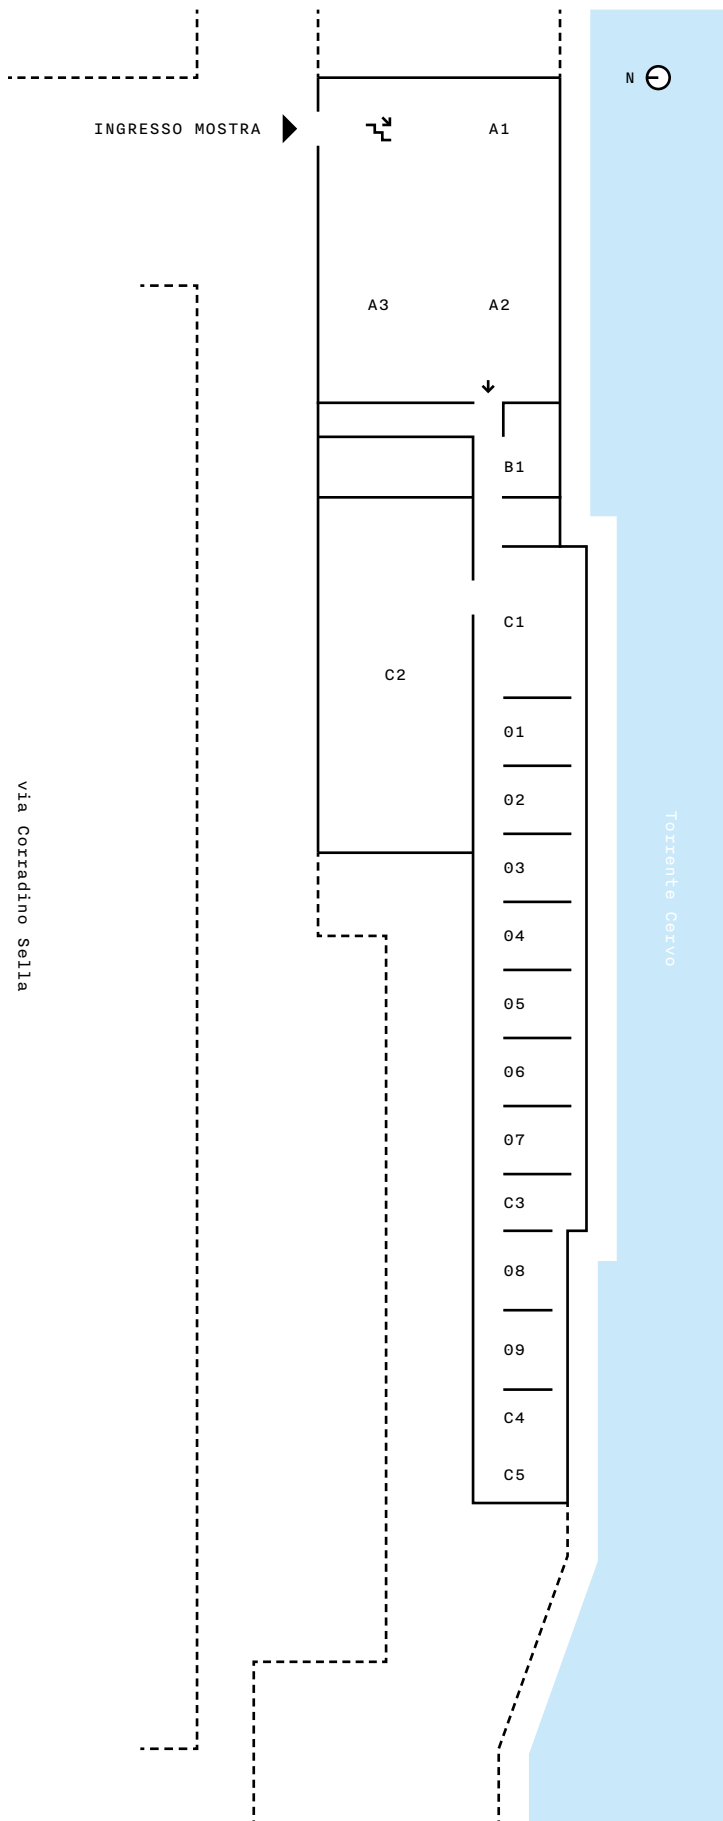 N
INGRESSO MOSTRA
A1
A3
A2
B1
C1
C2
01
02
03
04
05
06
07
C3
08
09
C4
C5
via Corradino Sella
Torrente Cervo